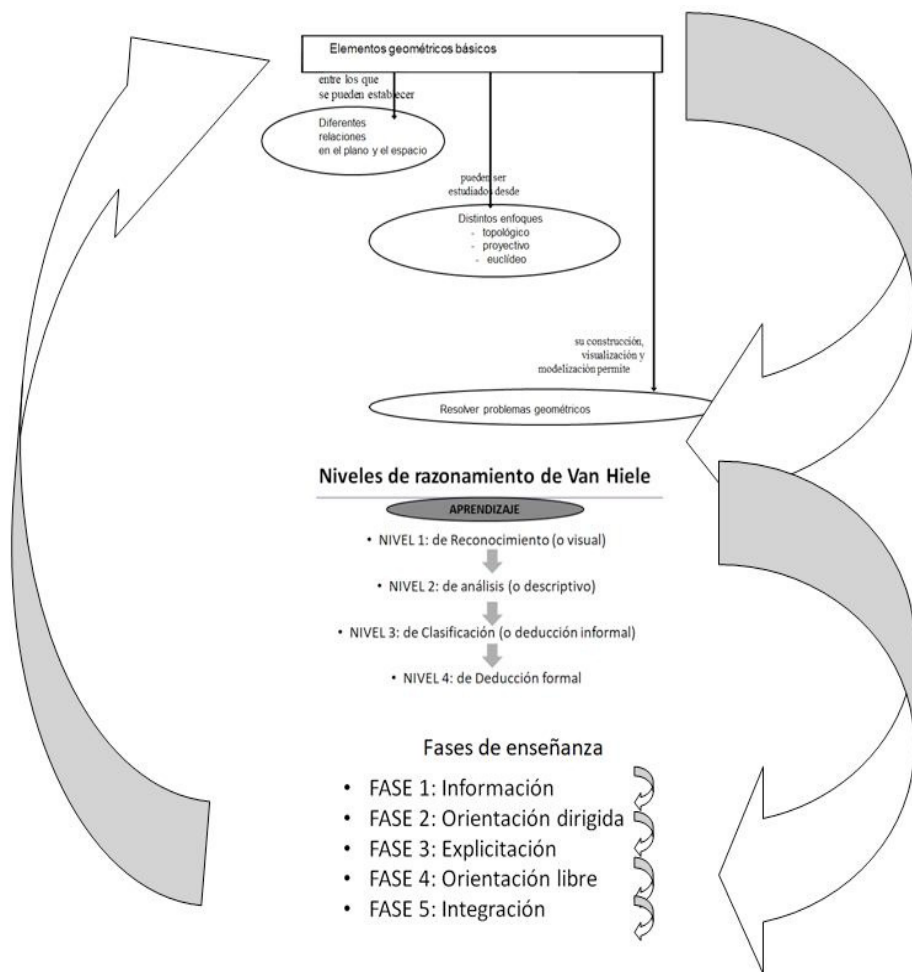 Elementos geométricos básicos
entre los que
se pueden establecer
Diferentes
relaciones
en el plano y el espacio
pueden ser
estudiados desde
Distintos enfoques
- topológico
- proyectivo
- euclídeo
su construcción,
visualización y
modelización permite
Resolver problemas geométricos
Niveles de razonamiento de Van Hiele
APRENDIZAJE
• NIVEL 1: de Reconocimiento (o visual)
• NIVEL 2: de análisis (o descriptivo)
• NIVEL 3: de Clasificación (o deducción informal)
• NIVEL 4: de Deducción formal
Fases de enseñanza
• FASE 1: Información
• FASE 2: Orientación dirigida
• FASE 3: Explicitación
• FASE 4: Orientación libre
• FASE 5: Integración